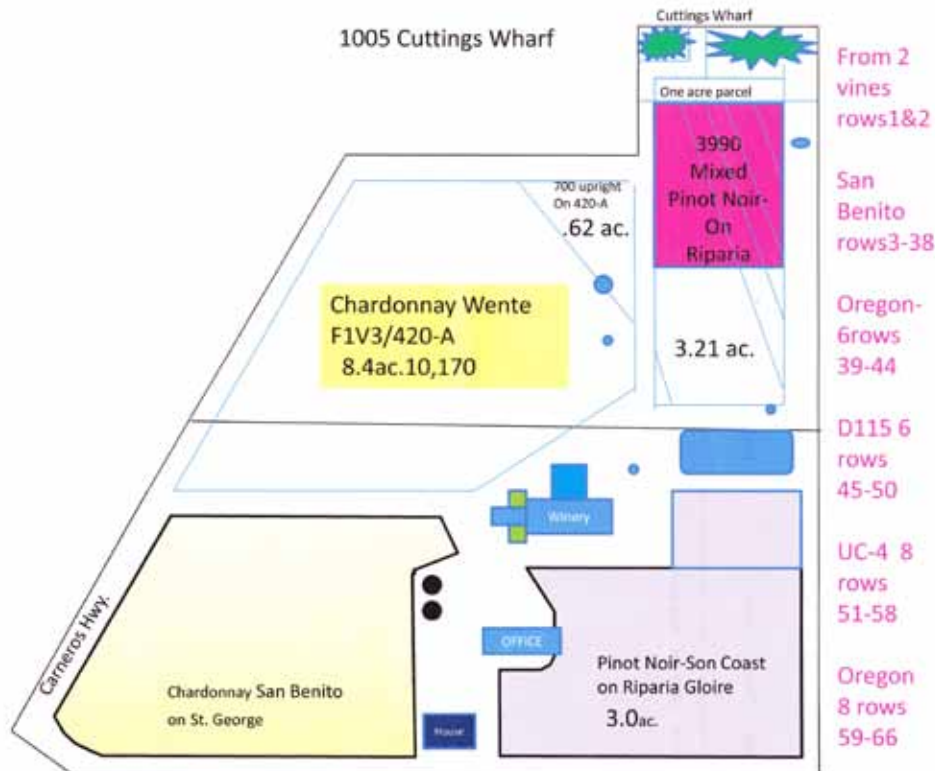 Cuttings Wharf
1005 Cuttings Wharf
One acre parcel
3990
Mixed
Pinot Noir-
On
Riparia
700 upright
On 420-A
.62 ac.
Chardonnay Wente
F1V3/420-A
8.4ac.10,170
3.21 ac.
Winery
OFFICE
Carneros Hwy.
Chardonnay San Benito
on St. George
House
Pinot Noir-Son Coast
on Riparia Gloire
3.0ac.
From 2
vines
rows1&2
San
Benito
rows3-38
Oregon-
6rows
39-44
D115 6
rows
45-50
UC-4 8
rows
51-58
Oregon
8 rows
59-66